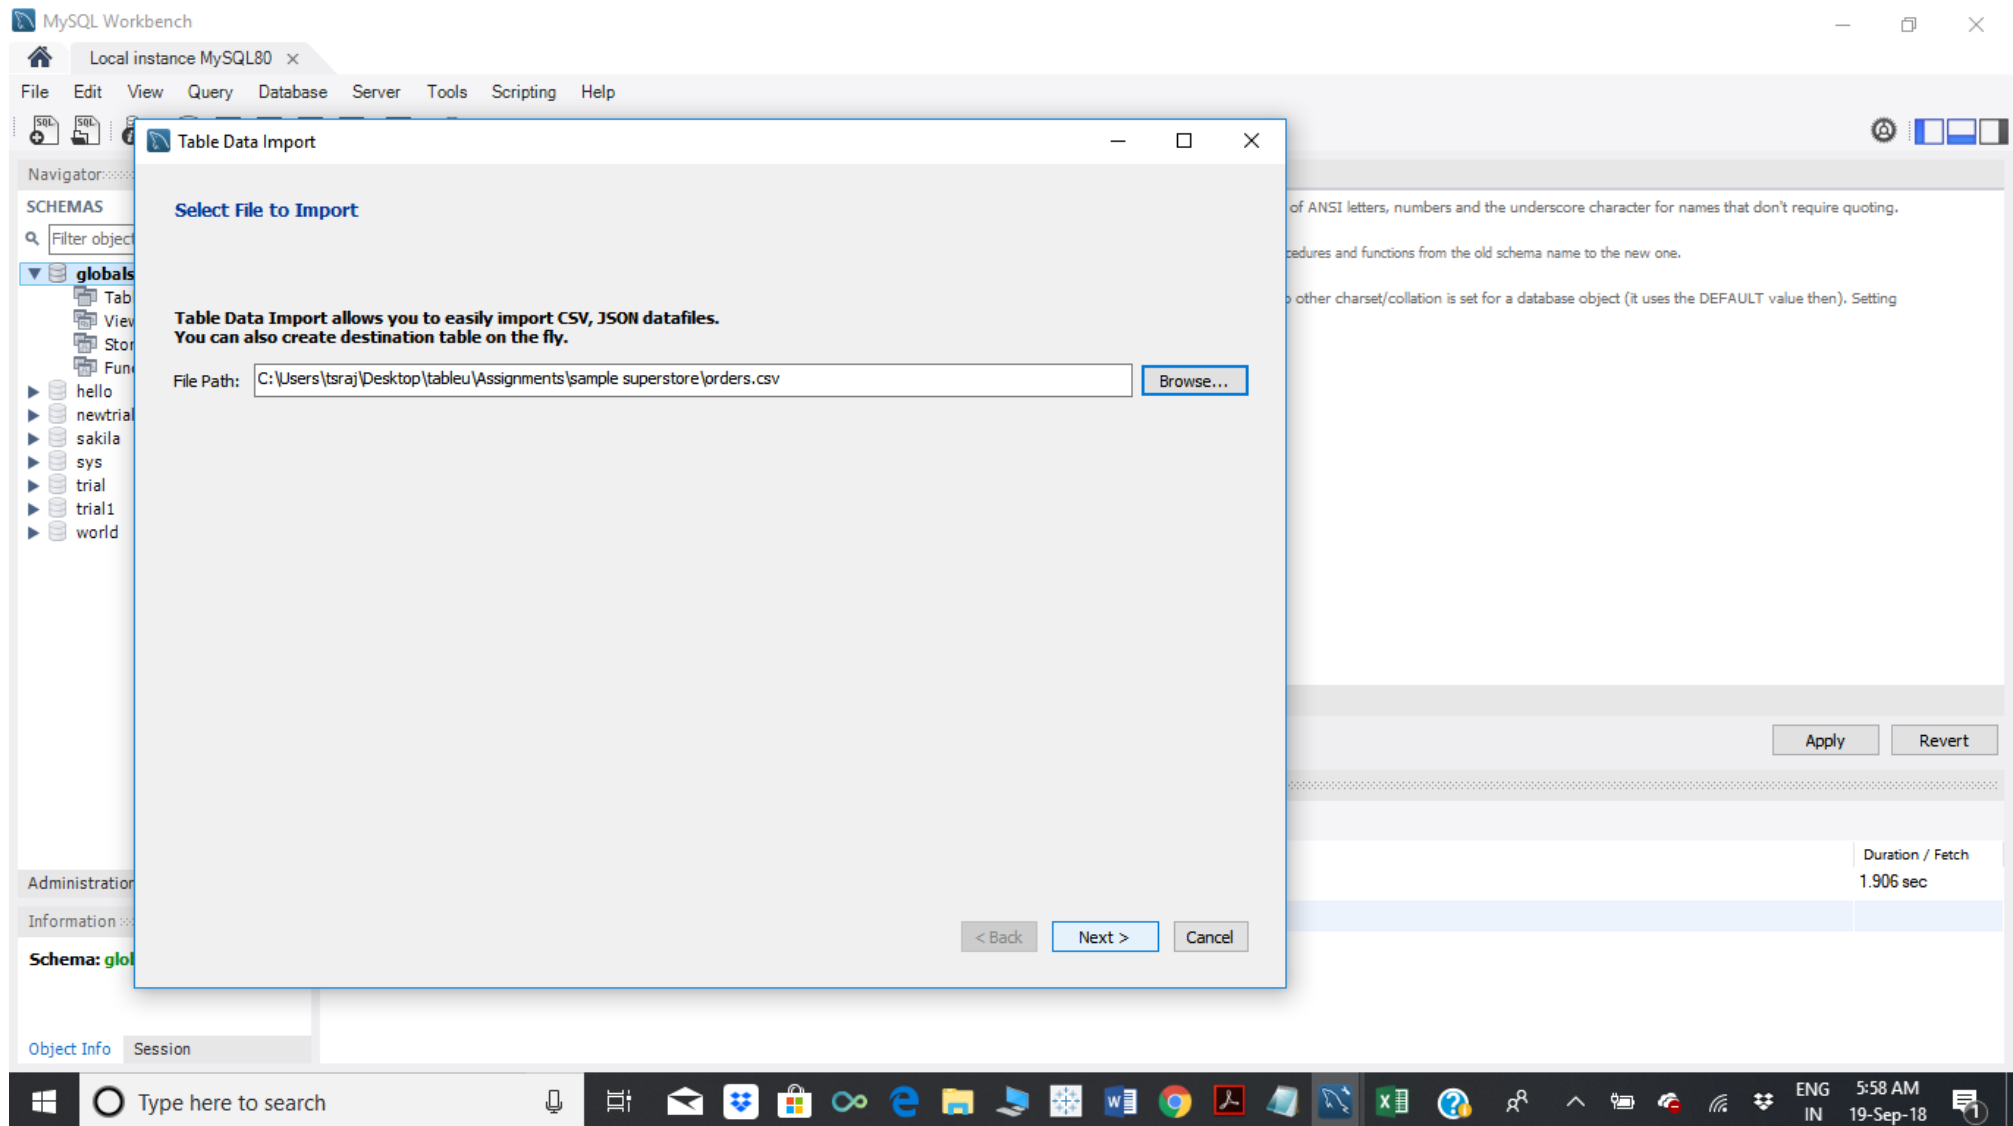 MySQL Workbench
Local instance MySQL80
File Edit View Query Database Server Tools Scripting Help
Table Data Import
Navigator
SCHEMAS
Select File to Import
of ANSI letters, numbers and the underscore character for names that don't require quoting.
Filter object
cedures and functions from the old schema name to the new one.
globals
Tab
other charset/collation is set for a database object (it uses the DEFAULT value then). Setting
View
Table Data Import allows you to easily import CSV, JSON datafiles.
You can also create destination table on the fly.
Stor
Fun
File Path: C:\Users\tsraj\Desktop\tableu\Assignments\sample superstore\orders.csv Browse...
hello
newtrial
sakila
sys
trial
trial1
world
Apply Revert
Duration / Fetch
Administration
1.906 sec
Information
< Back Next > Cancel
Schema: glob
Object Info Session
Type here to search
ENG
IN
5:58 AM
19-Sep-18